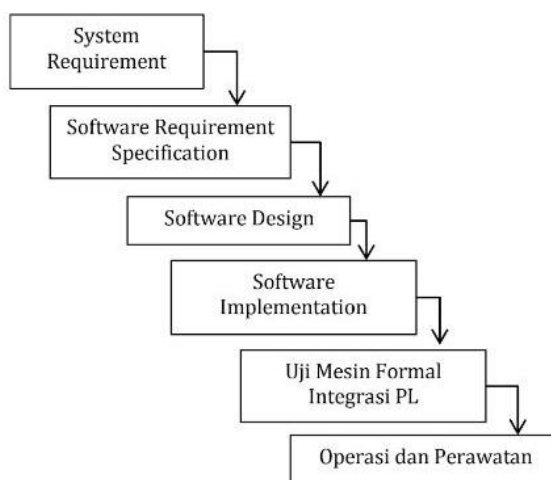 System
Requirement
Software Requirement
Specification
Software Design
Software
Implementation
Uji Mesin Formal
Integrasi PL
Operasi dan Perawatan